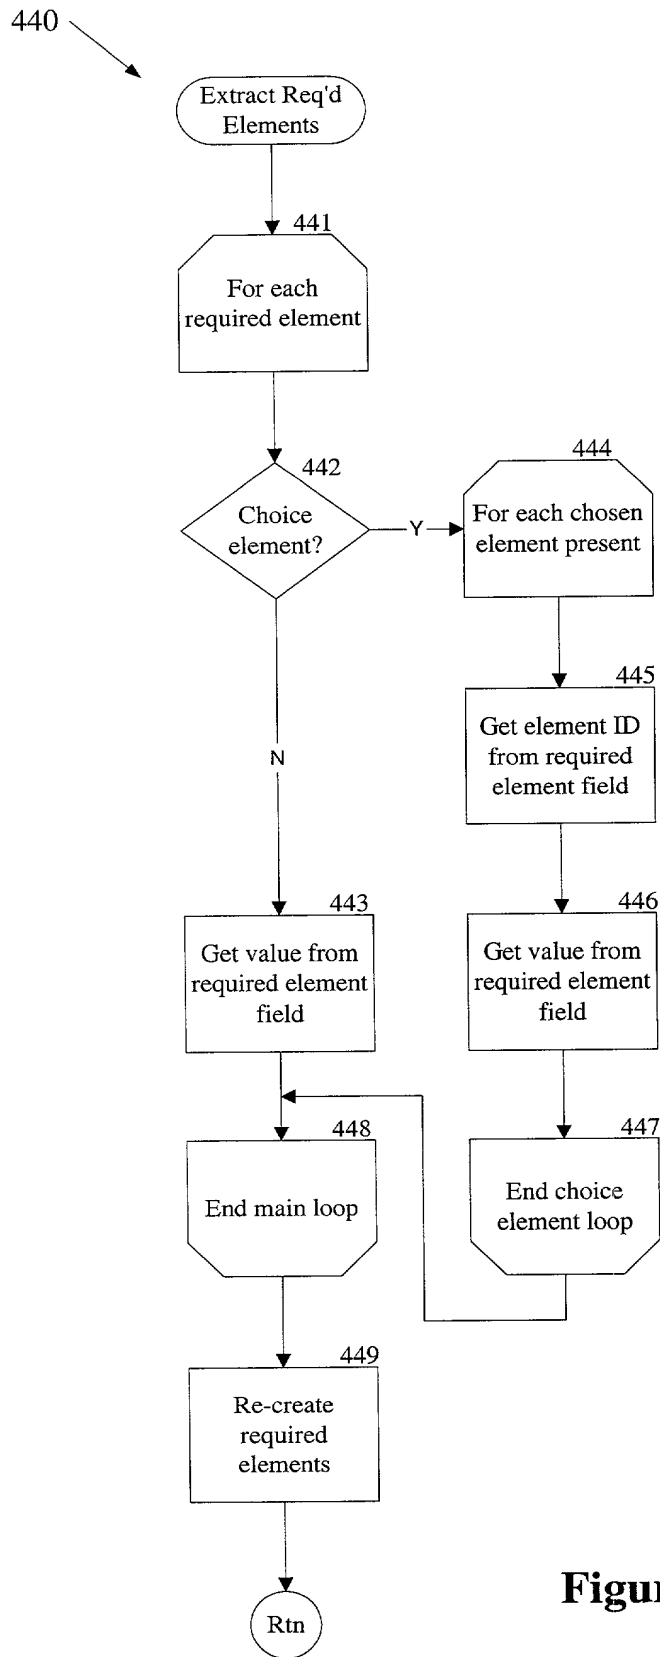 440
Extract Req'd
Elements
441
For each
required element
442
Choice
element?
Y
444
For each chosen
element present
445
Get element ID
from required
element field
N
443
Get value from
required element
field
446
Get value from
required element
field
448
End main loop
447
End choice
element loop
449
Re-create
required
elements
Rtn